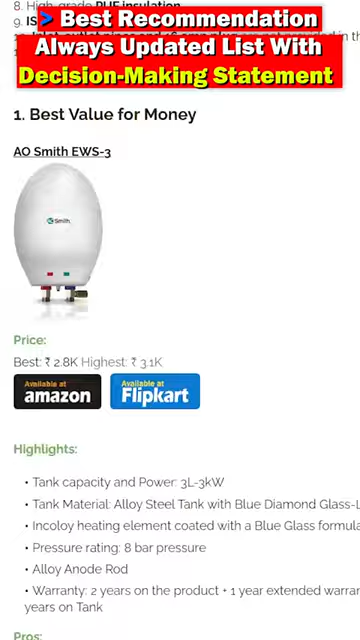 8. High-grade PUF insulation
> Best Recommendation
9. IS
Always Updated List With
Decision-Making Statement
1. Best Value for Money
AO Smith EWS-3
Smith
Price:
Best: ₹ 2.8K Highest: ₹ 3.1K
Available at
amazon
Available at
Flipkart
Highlights:
• Tank capacity and Power: 3L-3kW
• Tank Material: Alloy Steel Tank with Blue Diamond Glass-L
• Incoloy heating element coated with a Blue Glass formula
• Pressure rating: 8 bar pressure
• Alloy Anode Rod
• Warranty: 2 years on the product + 1 year extended warran
years on Tank
Pros: